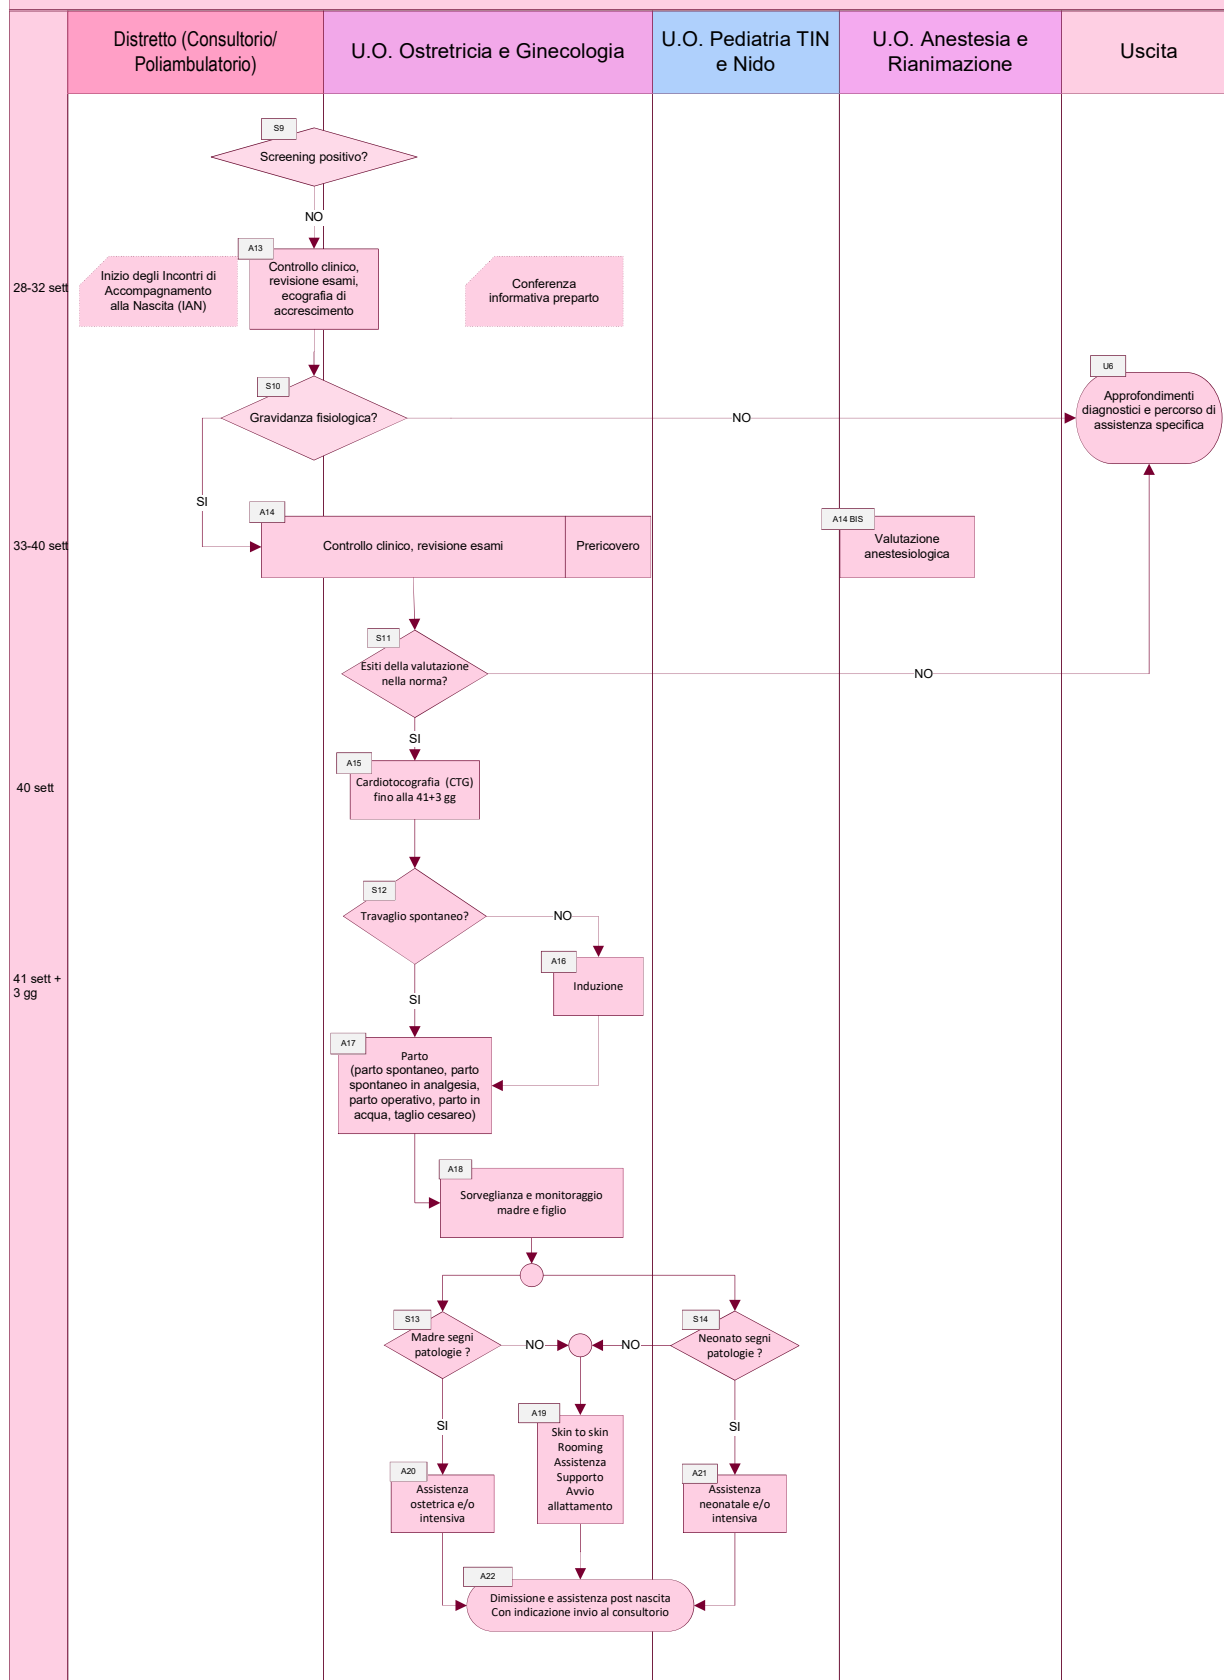 Distretto (Consultorio/
Poliambulatorio)
U.O. Ostretricia e Ginecologia
U.O. Pediatria TIN
e Nido
U.O. Anestesia e
Rianimazione
Uscita
S9
Screening positivo?
NO
28-32 sett
Inizio degli Incontri di
Accompagnamento
alla Nascita (IAN)
A13
Controllo clinico,
revisione esami,
ecografia di
accrescimento
Conferenza
informativa preparto
S10
Gravidanza fisiologica?
NO
U6
Approfondimenti
diagnostici e percorso di
assistenza specifica
SI
33-40 sett
A14
Controllo clinico, revisione esami
Prericovero
A14 BIS
Valutazione
anestesiologica
S11
Esiti della valutazione
nella norma?
NO
SI
40 sett
A15
Cardiotocografia (CTG)
fino alla 41+3 gg
S12
Travaglio spontaneo?
NO
41 sett +
3 gg
A16
Induzione
SI
A17
Parto
(parto spontaneo, parto
spontaneo in analgesia,
parto operativo, parto in
acqua, taglio cesareo)
A18
Sorveglianza e monitoraggio
madre e figlio
S13
Madre segni
patologie ?
NO
NO
S14
Neonato segni
patologie ?
SI
SI
A19
Skin to skin
Rooming
Assistenza
Supporto
Avvio
allattamento
A20
Assistenza
ostetrica e/o
intensiva
A21
Assistenza
neonatale e/o
intensiva
A22
Dimissione e assistenza post nascita
Con indicazione invio al consultorio